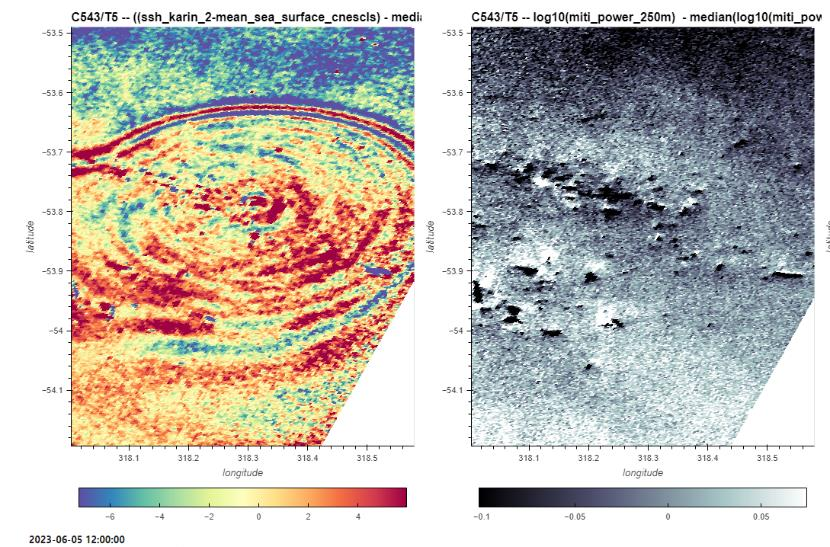 C543/T5 -- ((ssh_karin_2-mean_sea_surface_cnescls) - media
C543/T5 -- log10(miti_power_250m) - median(log10(miti_pow
-53.5
-53.6
-53.7
-53.8
-53.9
-54
-54.1
latitude
318.1 318.2 318.3 318.4 318.5
longitude
-53.5
-53.6
-53.7
-53.8
-53.9
-54
-54.1
latitude
318.1 318.2 318.3 318.4 318.5
longitude
-6 -4 -2 0 2 4
-0.1 -0.05 0 0.05
2023-06-05 12:00:00